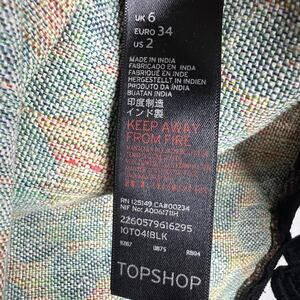 UK 6
EURO 34
US 2
MADE IN INDIA
FABRICADO EN INDIA
FABRIQUÉ EN INDE
HERGESTELLT IN INDIEN
PRODUTO DA ÍNDIA
BUATAN INDIA
印度制造
インド製
KEEP AWAY
FROM FIRE
RN 125149 CA#00234
NIF No: A0061711H
2260579616295
10T04IBLK
TOPSHOP